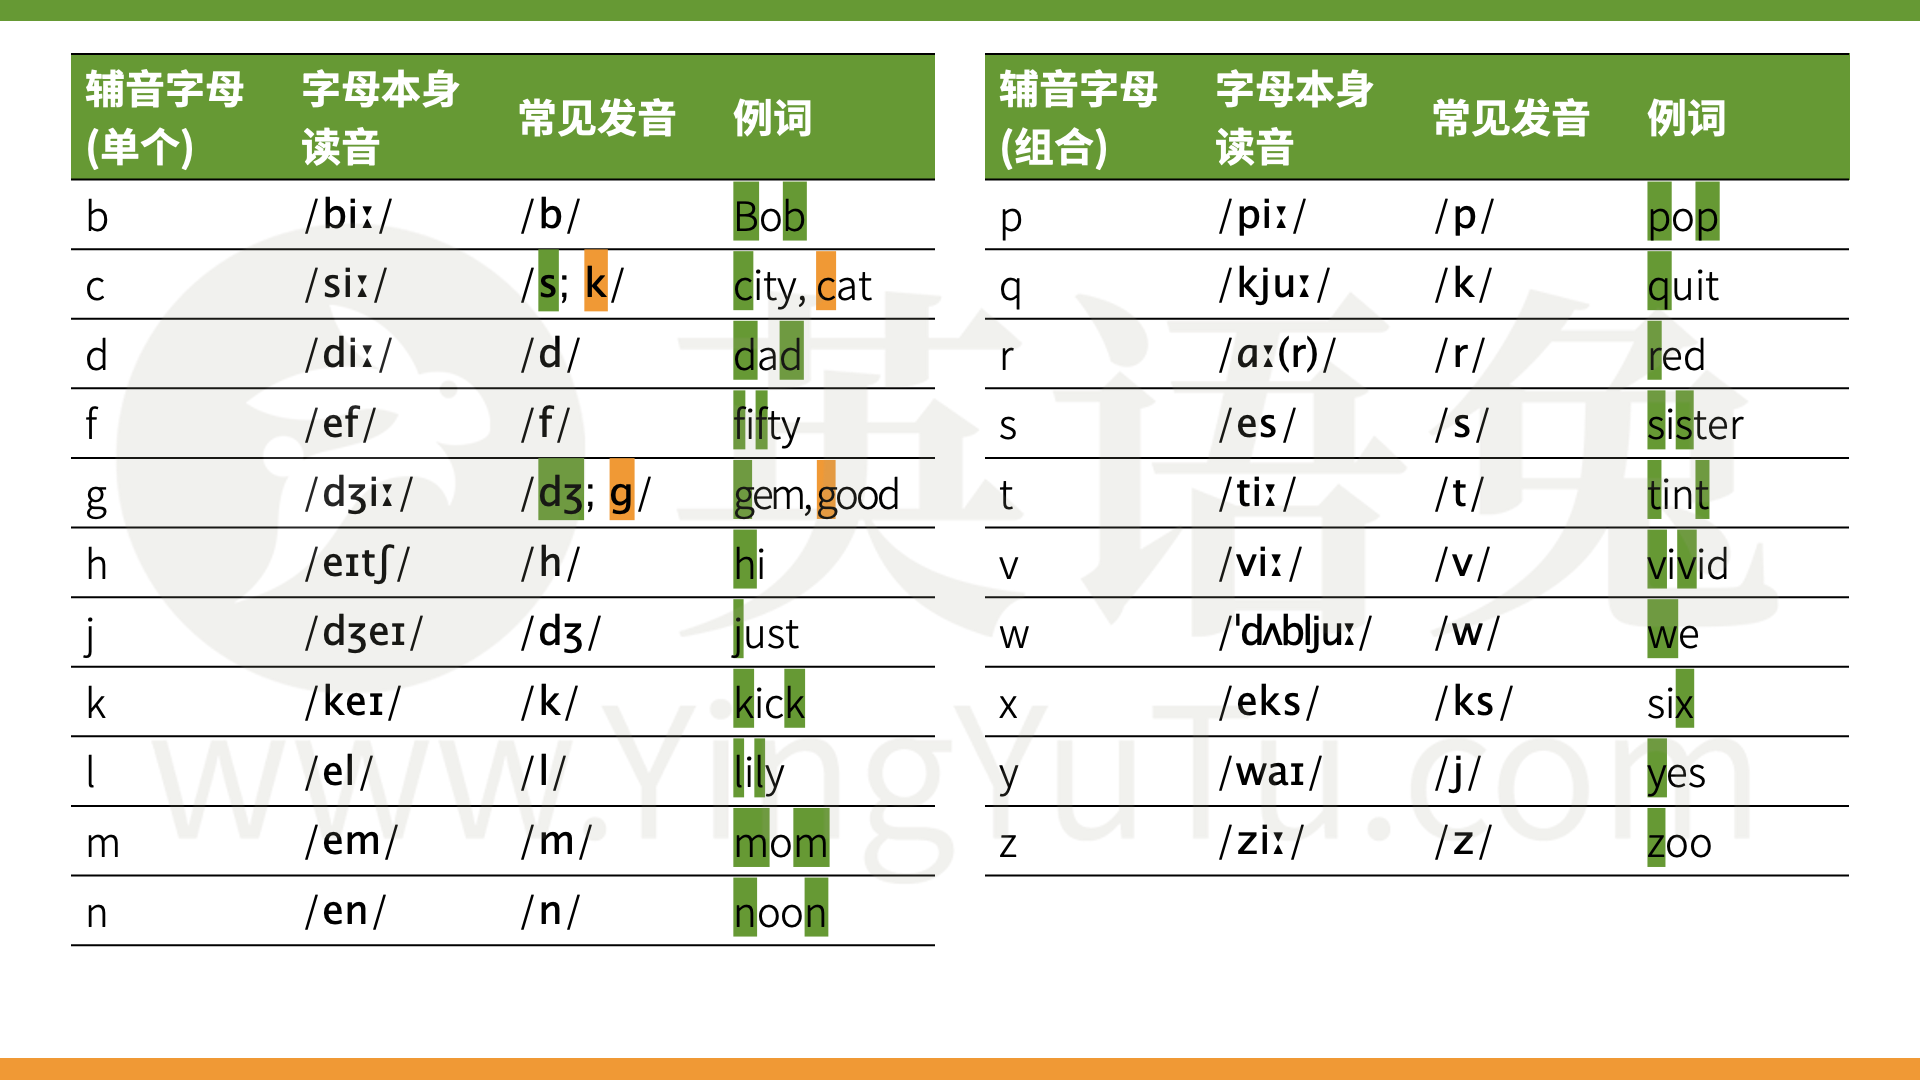 辅音字母 字母本身 常见发音 例词
(单个) 读音
b /biː/ /b/ Bob
c /siː/ /s; k/ city, cat
d /diː/ /d/ dad
f /ef/ /f/ fifty
g /dʒiː/ /dʒ; g/ gem, good
h /eɪtʃ/ /h/ hi
j /dʒeɪ/ /dʒ/ just
k /keɪ/ /k/ kick
l /el/ /l/ lily
m /em/ /m/ mom
n /en/ /n/ noon
辅音字母 字母本身 常见发音 例词
(组合) 读音
p /piː/ /p/ pop
q /kjuː/ /k/ quit
r /ɑː(r)/ /r/ red
s /es/ /s/ sister
t /tiː/ /t/ tint
v /viː/ /v/ vivid
w /ˈdʌbljuː/ /w/ we
x /eks/ /ks/ six
y /waɪ/ /j/ yes
z /ziː/ /z/ zoo
英语兔
www.YingYuTu.com